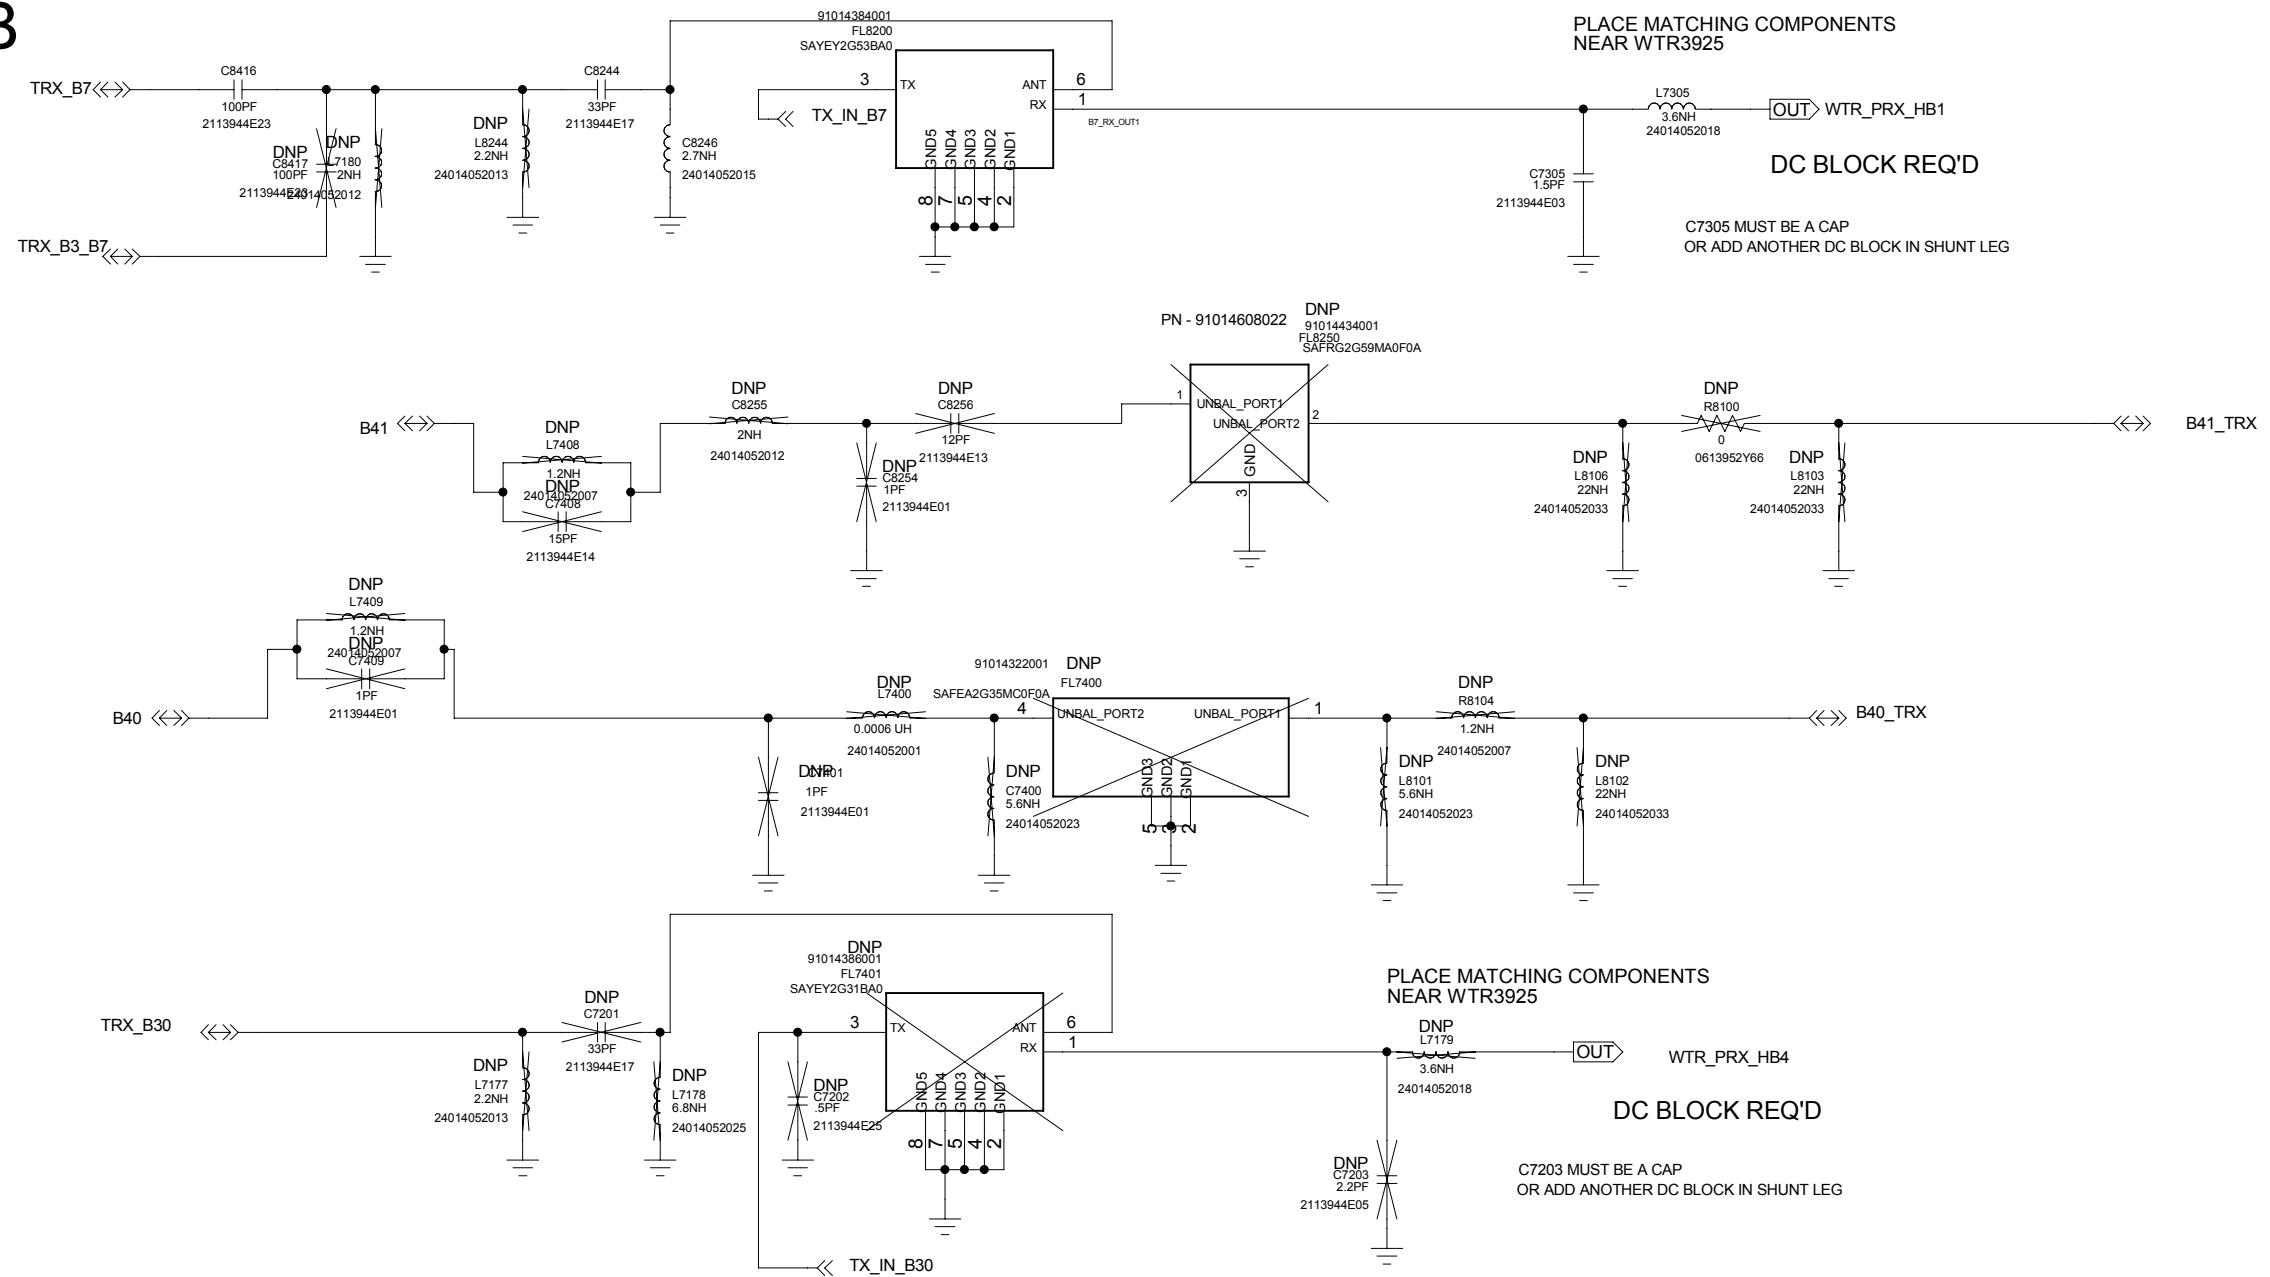 3
91014384001
FL8200
SAYEY2G53BA0
PLACE MATCHING COMPONENTS
NEAR WTR3925
TRX_B7
C8416
100PF
2113944E23
C8244
33PF
2113944E17
3
TX
ANT
6
RX
1
TX_IN_B7
B7_RX_OUT1
L7305
3.6NH
24014052018
OUT
WTR_PRX_HB1
DNP
C8417
100PF
2113944E23
DNP
L7180
2NH
24014052012
DNP
L8244
2.2NH
24014052013
C8246
2.7NH
24014052015
GND5
GND4
GND3
GND2
GND1
8
7
5
4
2
DC BLOCK REQ'D
C7305
1.5PF
2113944E03
C7305 MUST BE A CAP
OR ADD ANOTHER DC BLOCK IN SHUNT LEG
TRX_B3_B7
PN - 91014608022
DNP
91014434001
FL8250
SAFRG2G59MA0F0A
B41
DNP
L7408
1.2NH
24014052007
DNP
C7408
15PF
2113944E14
DNP
C8255
2NH
24014052012
DNP
C8256
12PF
2113944E13
DNP
C8254
1PF
2113944E01
1
UNBAL_PORT1
UNBAL_PORT2
2
GND
3
DNP
R8100
0
0613952Y66
DNP
L8106
22NH
24014052033
DNP
L8103
22NH
24014052033
B41_TRX
DNP
L7409
1.2NH
24014052007
DNP
C7409
1PF
2113944E01
B40
DNP
L7400
0.0006 UH
24014052001
91014322001
DNP
FL7400
SAFEA2G35MC0F0A
4
UNBAL_PORT2
UNBAL_PORT1
1
GND3
GND2
GND1
5
3
2
DNP
C7401
1PF
2113944E01
DNP
C7400
5.6NH
24014052023
DNP
R8104
1.2NH
24014052007
DNP
L8101
5.6NH
24014052023
DNP
L8102
22NH
24014052033
B40_TRX
DNP
91014386001
FL7401
SAYEY2G31BA0
PLACE MATCHING COMPONENTS
NEAR WTR3925
TRX_B30
DNP
C7201
33PF
2113944E17
3
TX
ANT
6
RX
1
DNP
L7177
2.2NH
24014052013
DNP
L7178
6.8NH
24014052025
DNP
C7202
.5PF
2113944E25
GND5
GND4
GND3
GND2
GND1
8
7
5
4
2
DNP
L7179
3.6NH
24014052018
OUT
WTR_PRX_HB4
DC BLOCK REQ'D
DNP
C7203
2.2PF
2113944E05
C7203 MUST BE A CAP
OR ADD ANOTHER DC BLOCK IN SHUNT LEG
TX_IN_B30